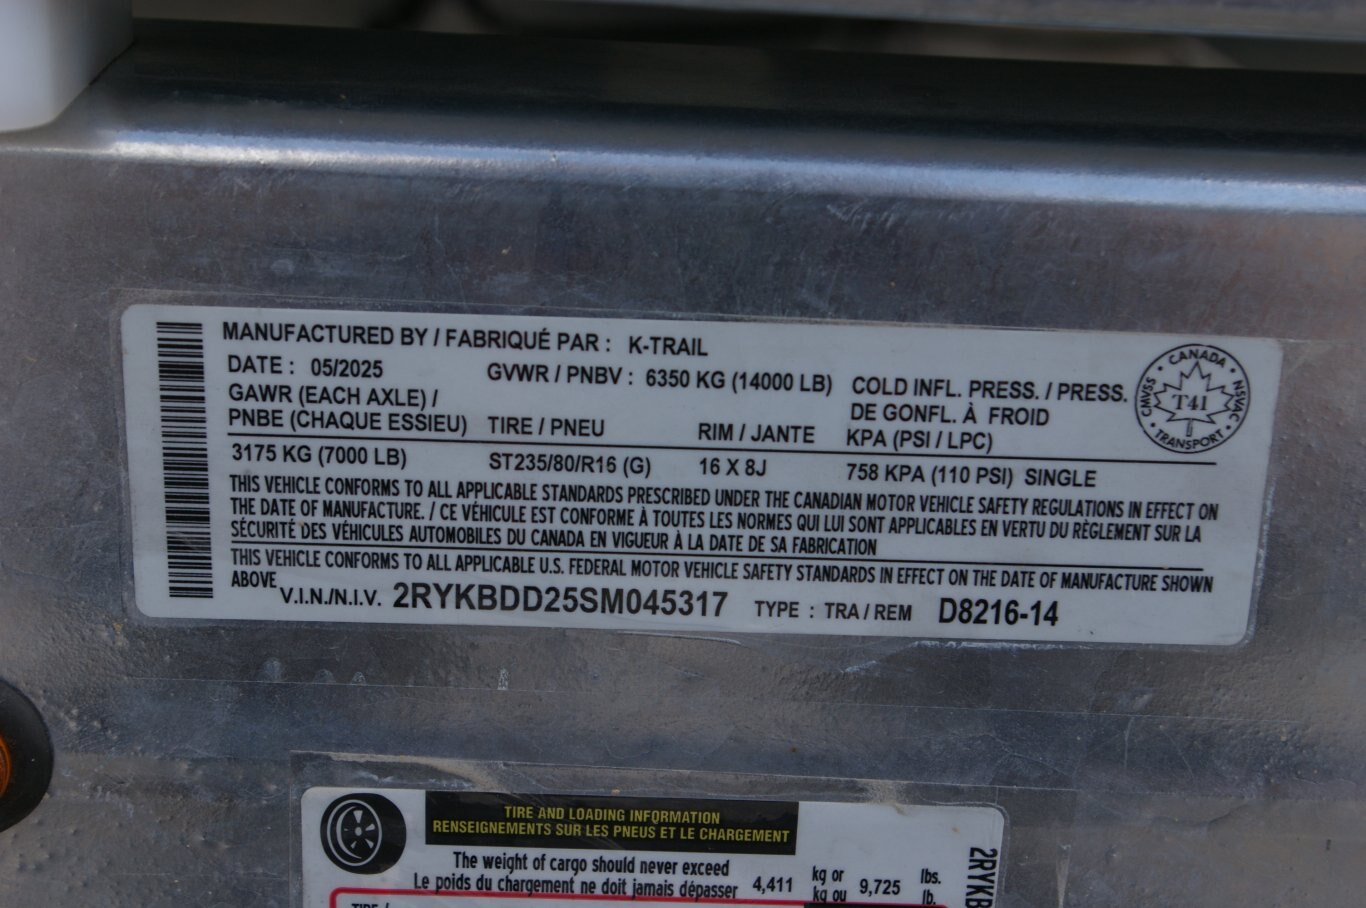 MANUFACTURED BY / FABRIQUÉ PAR : K-TRAIL
DATE : 05/2025
GVWR / PNBV : 6350 KG (14000 LB)
GAWR (EACH AXLE) /
PNBE (CHAQUE ESSIEU)
TIRE / PNEU
RIM / JANTE
COLD INFL. PRESS. / PRESS.
DE GONFL. À FROID
KPA (PSI / LPC)
CANADA
CMVSS
T41
NSVAC
TRANSPORT
3175 KG (7000 LB) ST235/80/R16 (G) 16 X 8J 758 KPA (110 PSI) SINGLE
THIS VEHICLE CONFORMS TO ALL APPLICABLE STANDARDS PRESCRIBED UNDER THE CANADIAN MOTOR VEHICLE SAFETY REGULATIONS IN EFFECT ON
THE DATE OF MANUFACTURE. / CE VÉHICULE EST CONFORME À TOUTES LES NORMES QUI LUI SONT APPLICABLES EN VERTU DU RÈGLEMENT SUR LA
SÉCURITÉ DES VÉHICULES AUTOMOBILES DU CANADA EN VIGUEUR À LA DATE DE SA FABRICATION
THIS VEHICLE CONFORMS TO ALL APPLICABLE U.S. FEDERAL MOTOR VEHICLE SAFETY STANDARDS IN EFFECT ON THE DATE OF MANUFACTURE SHOWN
ABOVE
V.I.N./N.I.V. 2RYKBDD25SM045317 TYPE : TRA / REM D8216-14
TIRE AND LOADING INFORMATION
RENSEIGNEMENTS SUR LES PNEUS ET LE CHARGEMENT
The weight of cargo should never exceed
Le poids du chargement ne doit jamais dépasser
4,411
kg or
kg ou
9,725
lbs.
lb.
2RYKB
TIRE /